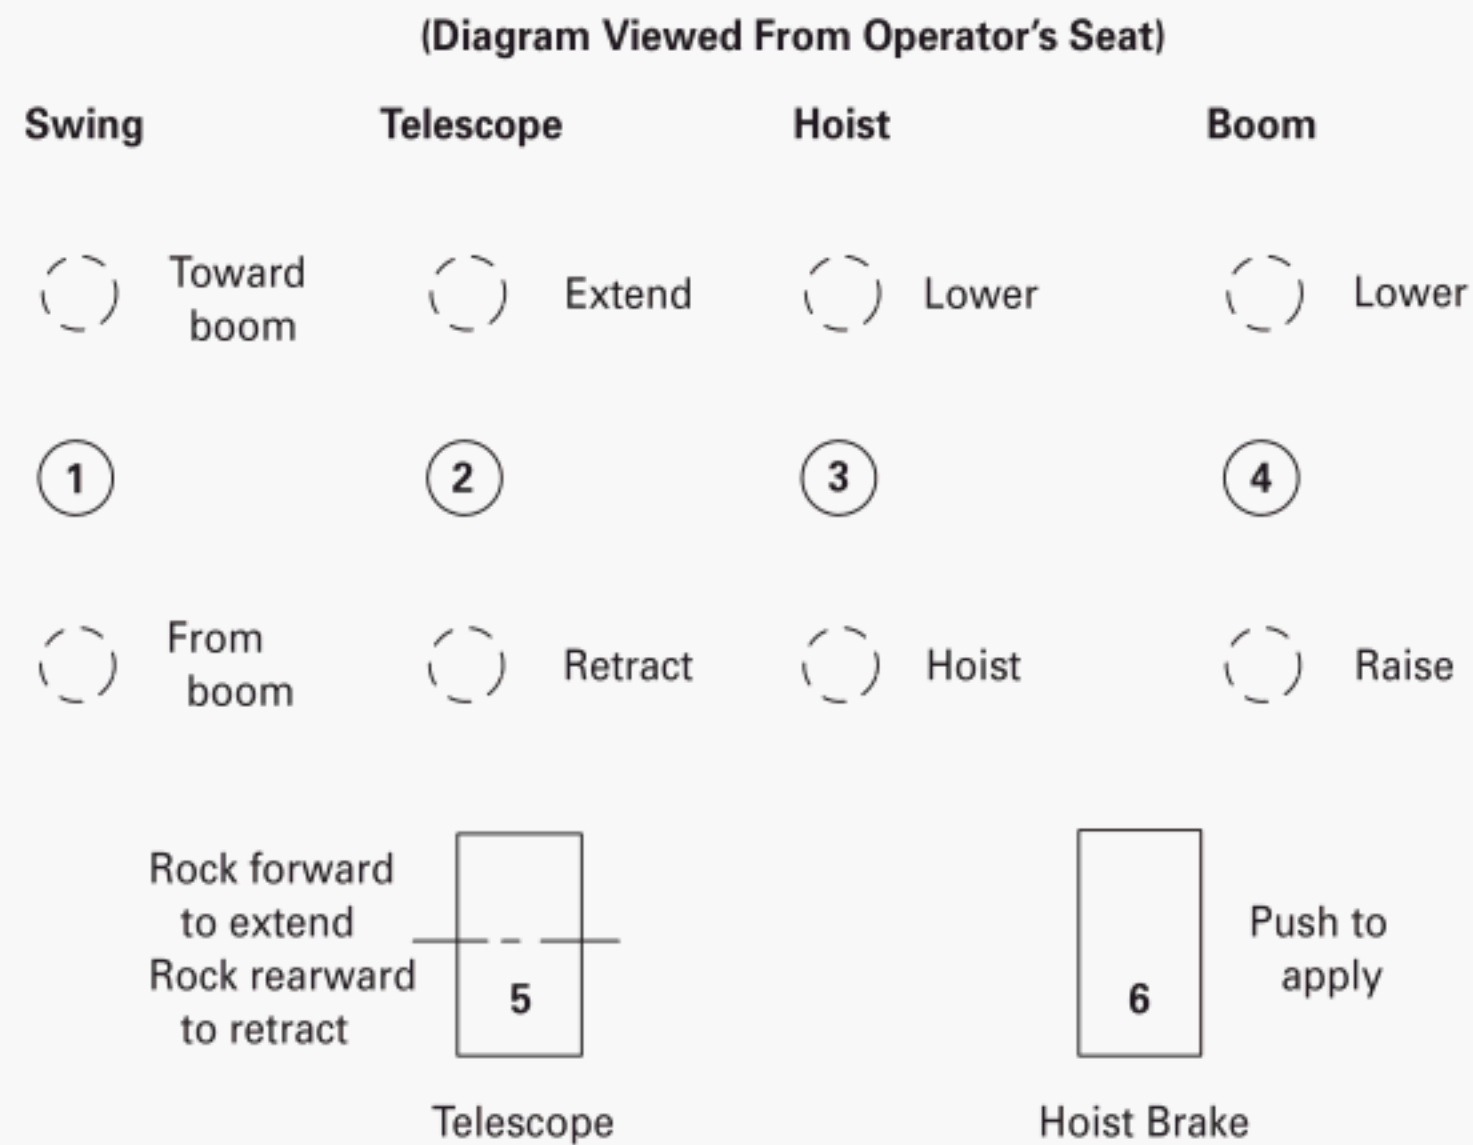 (Diagram Viewed From Operator's Seat)
Swing Telescope Hoist Boom
Toward
boom
Extend Lower Lower
1 2 3 4
From
boom
Retract Hoist Raise
Rock forward
to extend
Rock rearward
to retract
5
6
Push to
apply
Telescope Hoist Brake